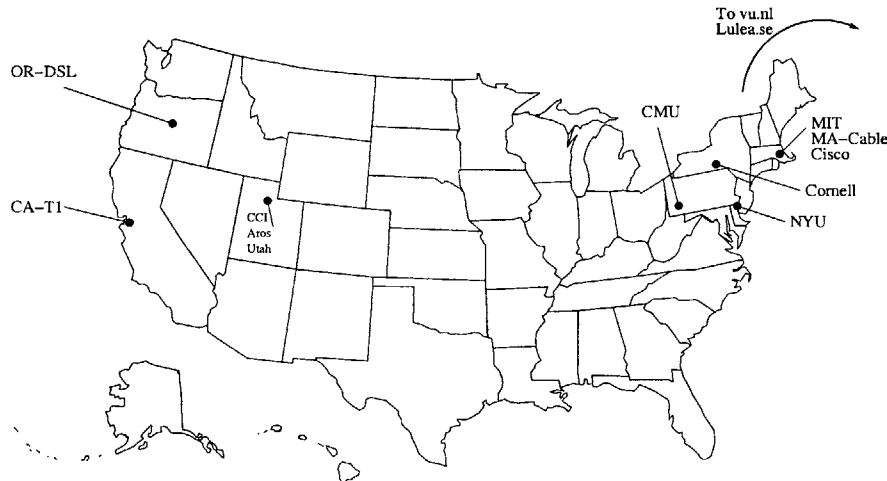 To vu.nl
Lulea.se
OR-DSL
CMU
MIT
MA-Cable
Cisco
Cornell
CA-T1
CCI
Aros
Utah
NYU